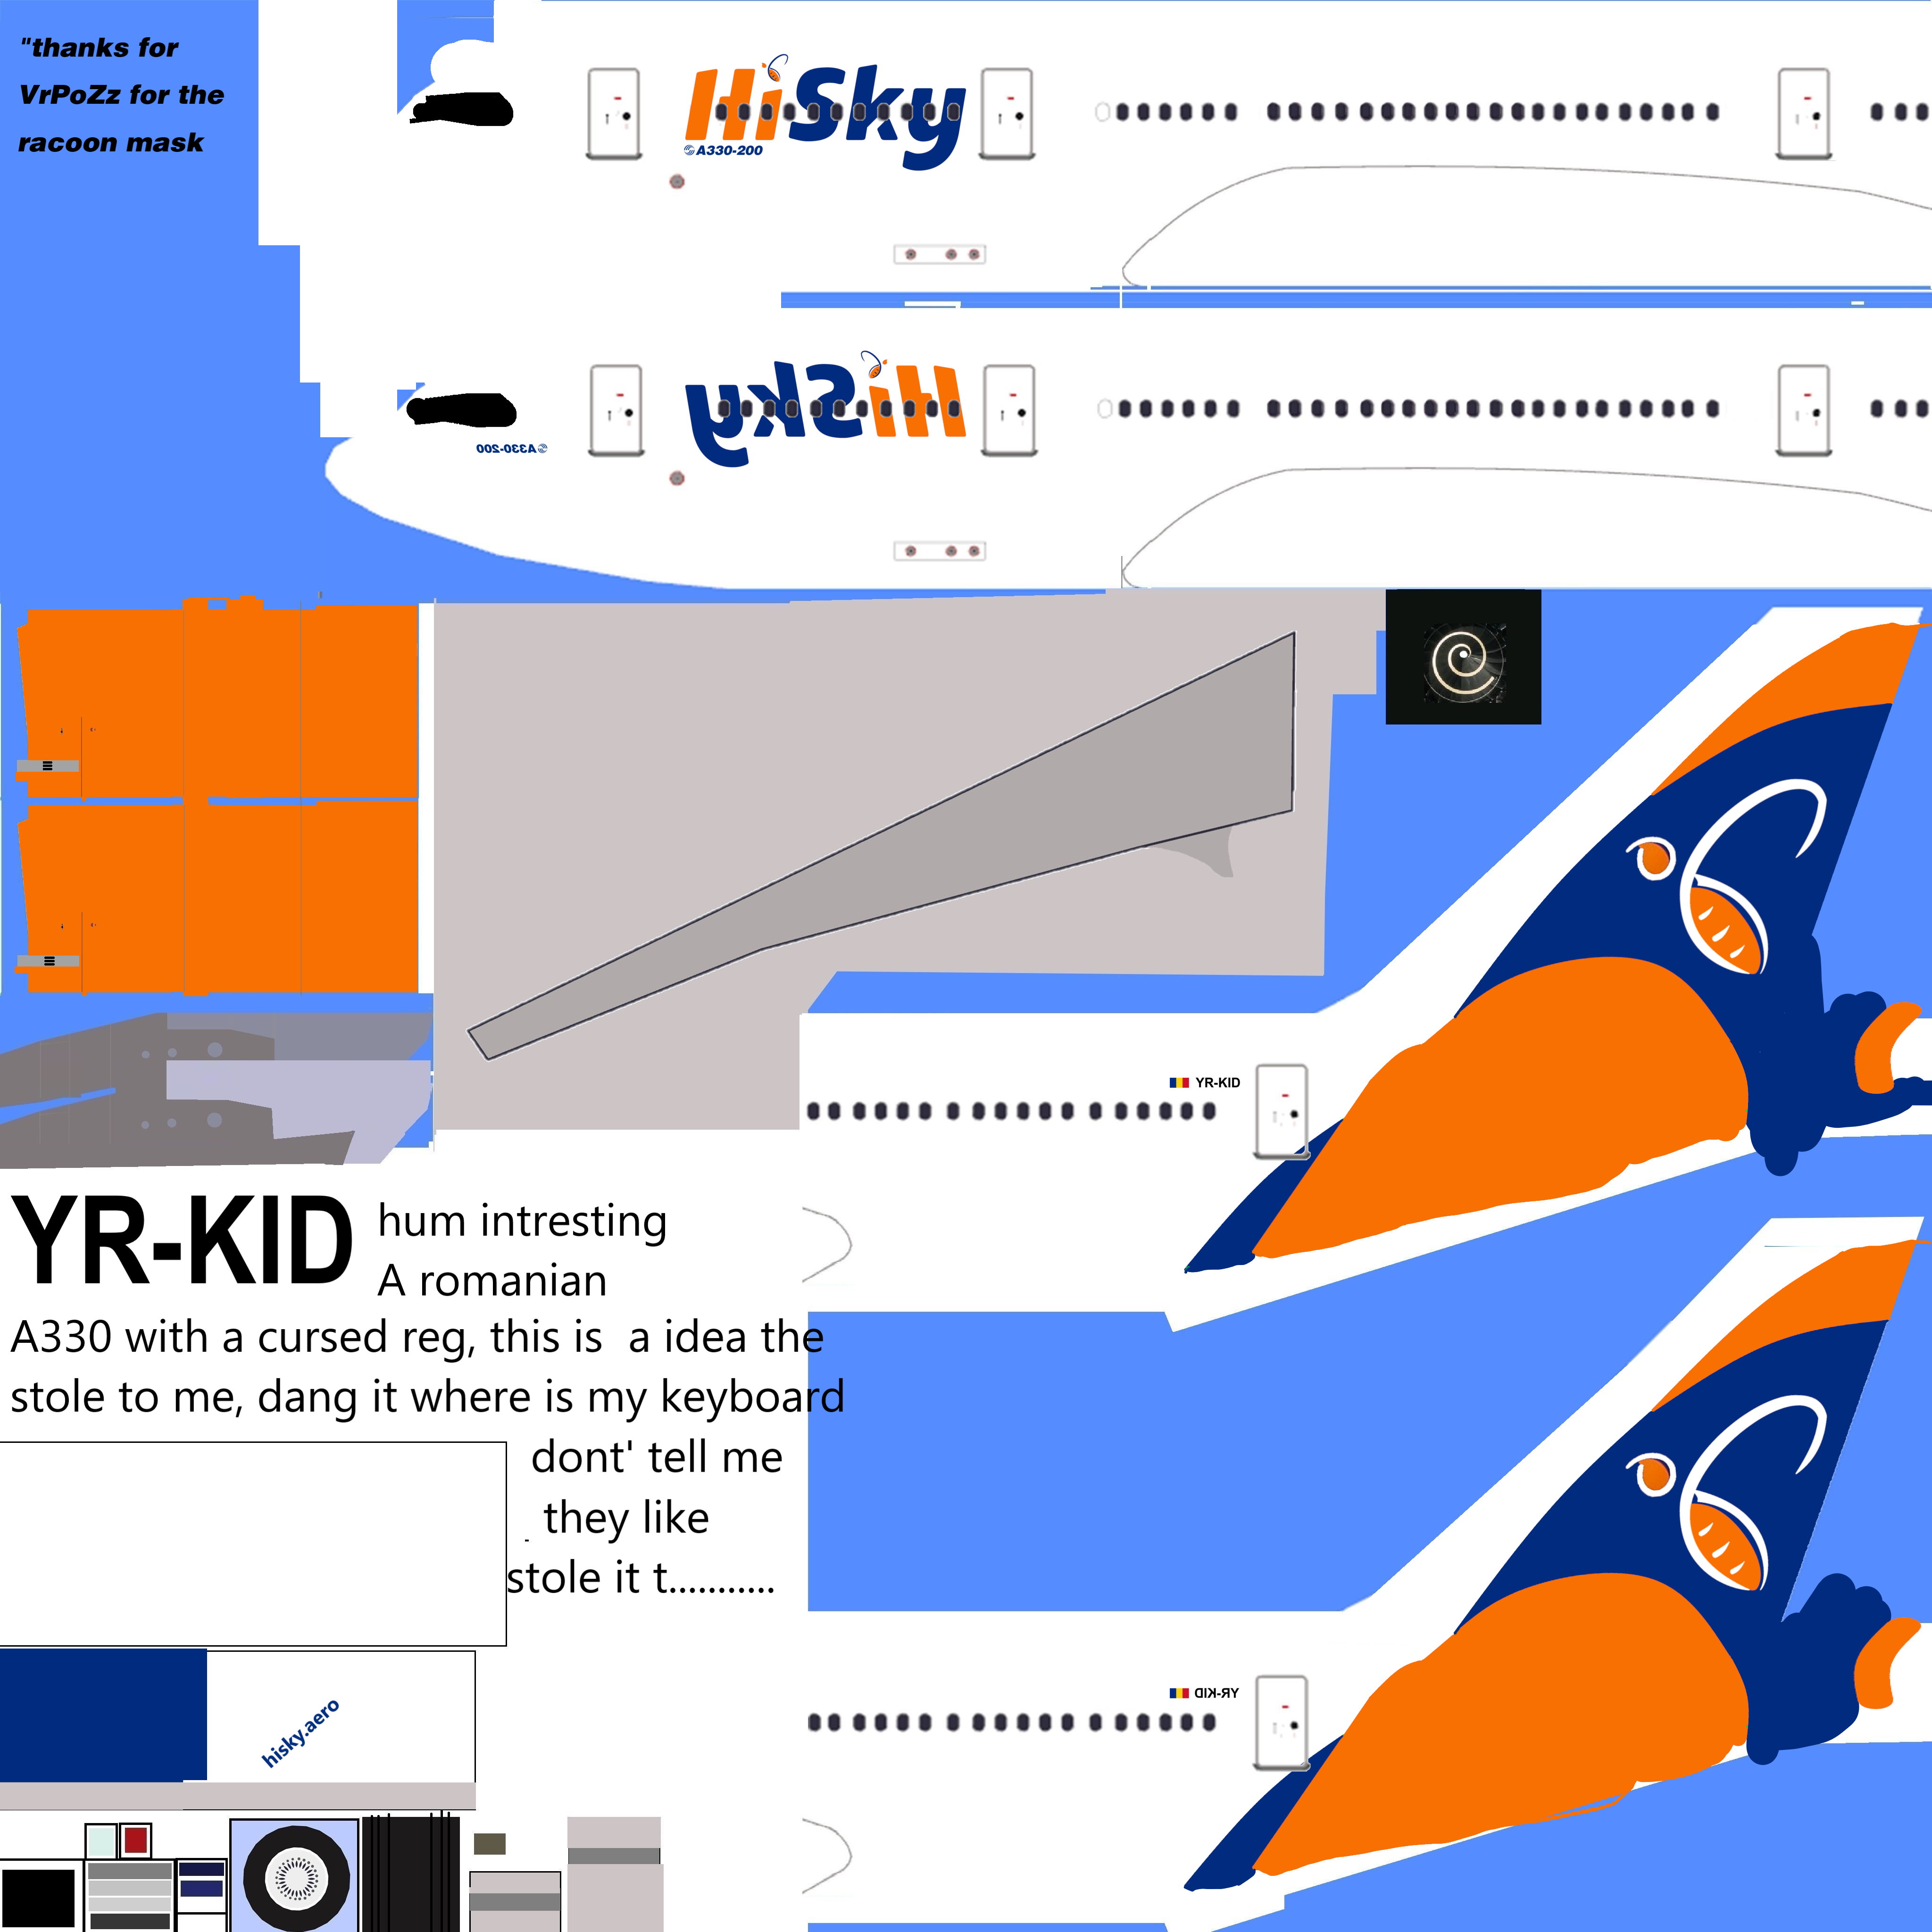 "thanks for
VrPoZz for the
racoon mask
HiSky
A330-200
HiSky
A330-200
YR-KID
YR-KID
hum intresting
A romanian
A330 with a cursed reg, this is  a idea the
stole to me, dang it where is my keyboard
dont' tell me
they like
stole it t...........
YR-KID
hisky.aero